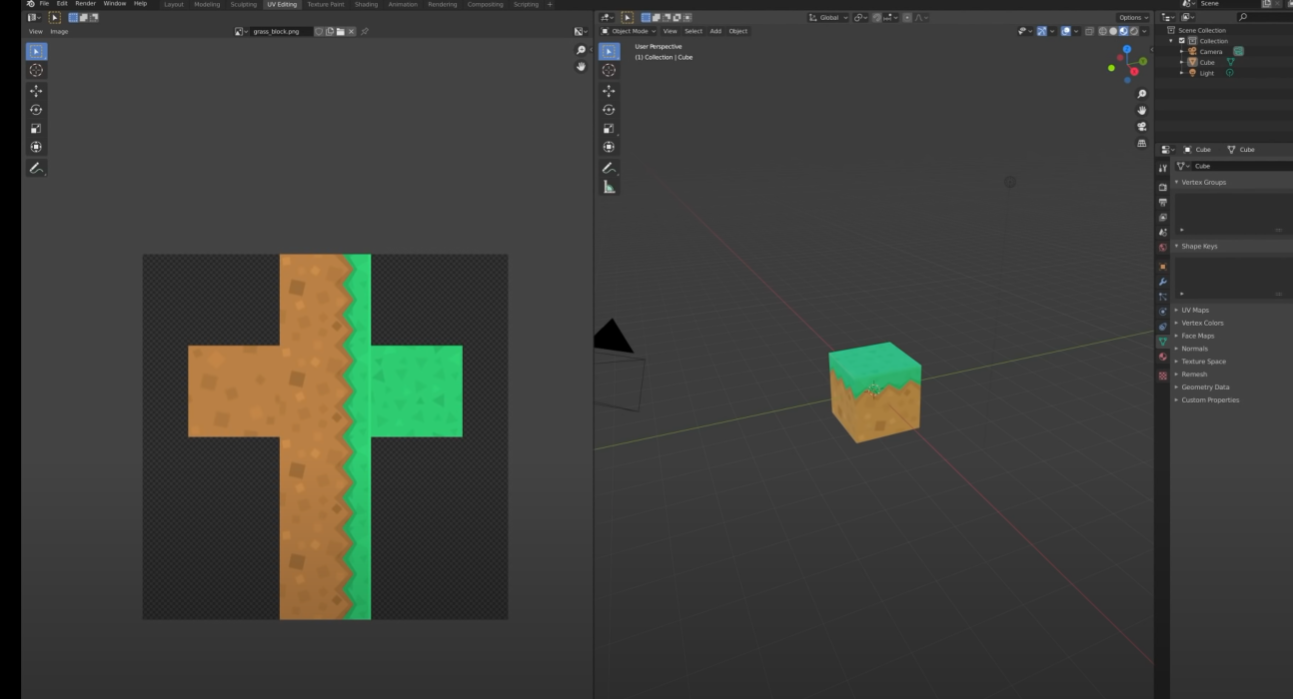 File Edit Render Window Help Layout Modeling Sculpting UV Editing Texture Paint Shading Animation Rendering Compositing Scripting + Scene
Global Options
View Image grass_block.png Object Mode View Select Add Object
User Perspective
(1) Collection | Cube
Scene Collection
Collection
Camera
Cube
Light
Cube Cube
Cube
Vertex Groups
Shape Keys
UV Maps
Vertex Colors
Face Maps
Normals
Texture Space
Remesh
Geometry Data
Custom Properties